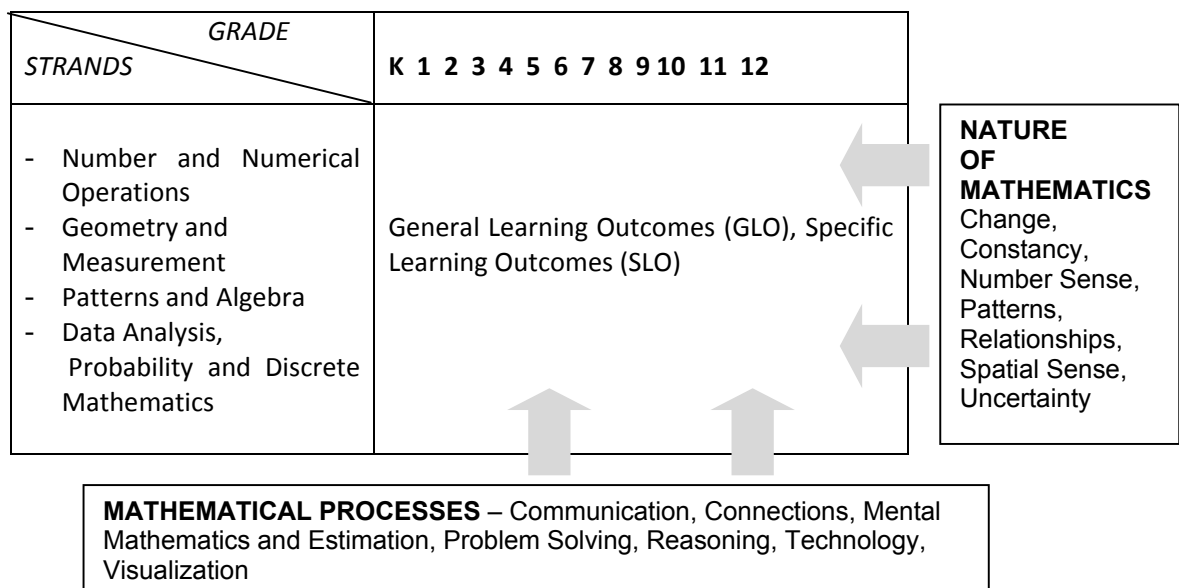 GRADE
STRANDS
K 1 2 3 4 5 6 7 8 9 10 11 12
- Number and Numerical
Operations
- Geometry and
Measurement
- Patterns and Algebra
- Data Analysis,
Probability and Discrete
Mathematics
General Learning Outcomes (GLO), Specific
Learning Outcomes (SLO)
NATURE
OF
MATHEMATICS
Change,
Constancy,
Number Sense,
Patterns,
Relationships,
Spatial Sense,
Uncertainty
MATHEMATICAL PROCESSES – Communication, Connections, Mental
Mathematics and Estimation, Problem Solving, Reasoning, Technology,
Visualization